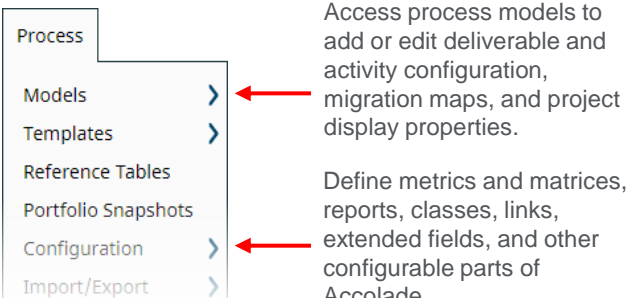 Process
Models
Templates
Reference Tables
Portfolio Snapshots
Configuration
Import/Export
Access process models to
add or edit deliverable and
activity configuration,
migration maps, and project
display properties.
Define metrics and matrices,
reports, classes, links,
extended fields, and other
configurable parts of
Accolade